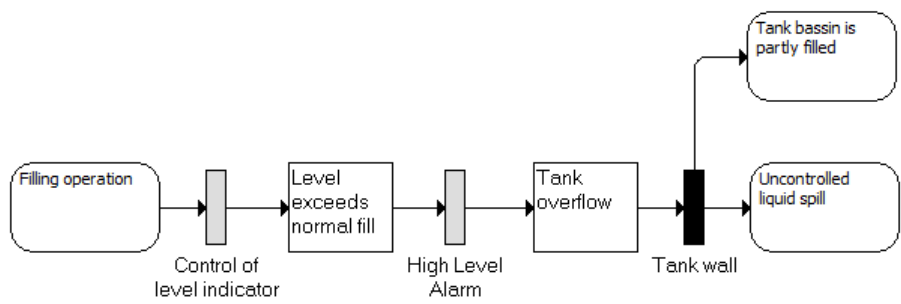 Tank bassin is
partly filled
Filling operation
Level
exceeds
normal fill
Tank
overflow
Uncontrolled
liquid spill
Control of
level indicator
High Level
Alarm
Tank wall